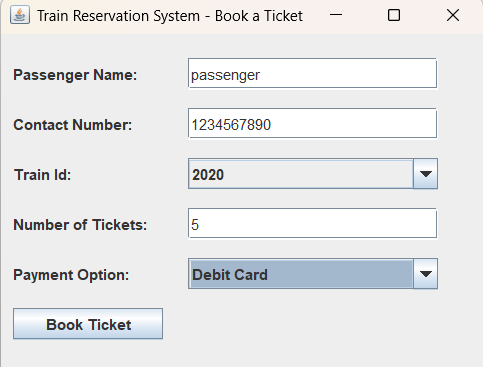 Train Reservation System - Book a Ticket
Passenger Name: passenger
Contact Number: 1234567890
Train Id: 2020
Number of Tickets: 5
Payment Option: Debit Card
Book Ticket